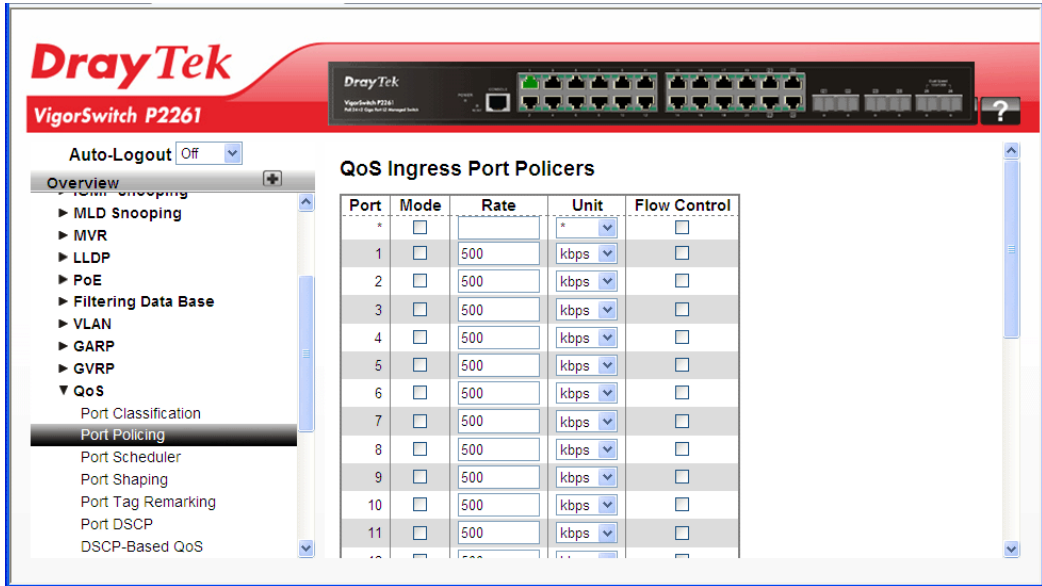 DrayTek
VigorSwitch P2261
DrayTek
VigorSwitch P2261
CONSOLE
POWER
?
Auto-Logout Off
Overview
IGMP Snooping
MLD Snooping
MVR
LLDP
PoE
Filtering Data Base
VLAN
GARP
GVRP
QoS
Port Classification
Port Policing
Port Scheduler
Port Shaping
Port Tag Remarking
Port DSCP
DSCP-Based QoS
QoS Ingress Port Policers
Port Mode Rate Unit Flow Control
* *
1 500 kbps
2 500 kbps
3 500 kbps
4 500 kbps
5 500 kbps
6 500 kbps
7 500 kbps
8 500 kbps
9 500 kbps
10 500 kbps
11 500 kbps